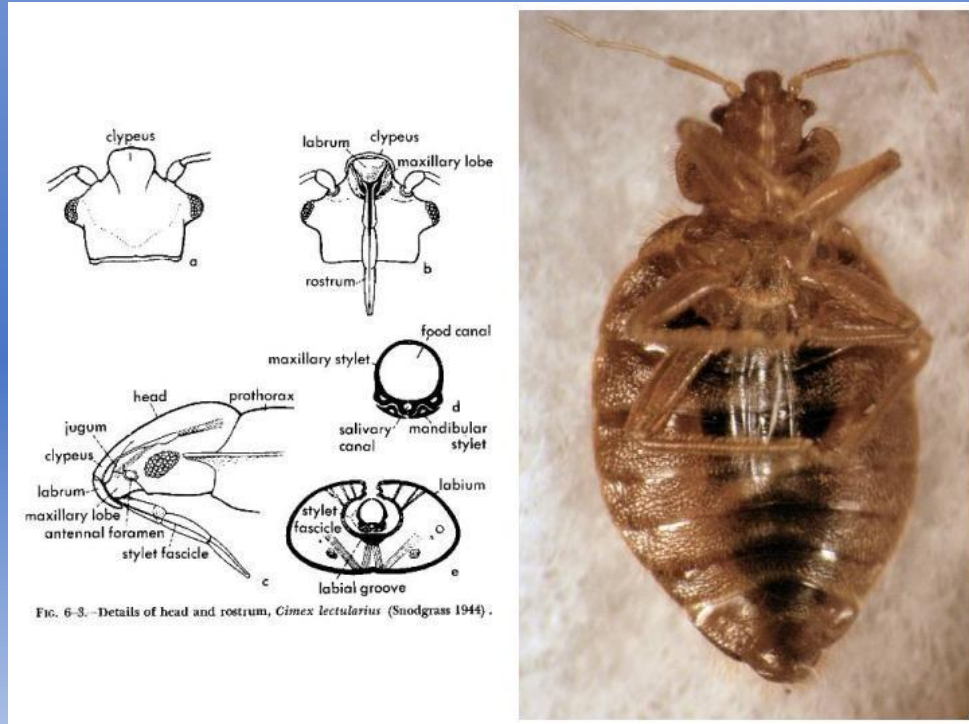 clypeus
a
labrum
clypeus
maxillary lobe
rostrum
b
food canal
maxillary stylet
d
salivary canal
mandibular stylet
head
prothorax
jugum
clypeus
labrum
maxillary lobe
antennal foramen
stylet fascicle
c
labium
stylet
fascicle
labial groove
e
FIG. 6–3.—Details of head and rostrum, Cimex lectularius (Snodgrass 1944).